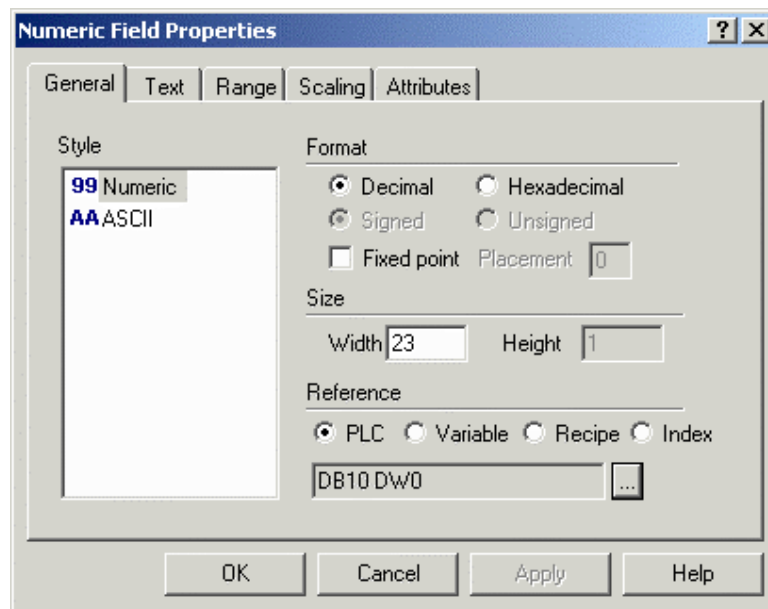 Numeric Field Properties
General Text Range Scaling Attributes
Style
99 Numeric
AA ASCII
Format
Decimal Hexadecimal
Signed Unsigned
Fixed point Placement 0
Size
Width 23 Height 1
Reference
PLC Variable Recipe Index
DB10 DW0 ...
OK Cancel Apply Help